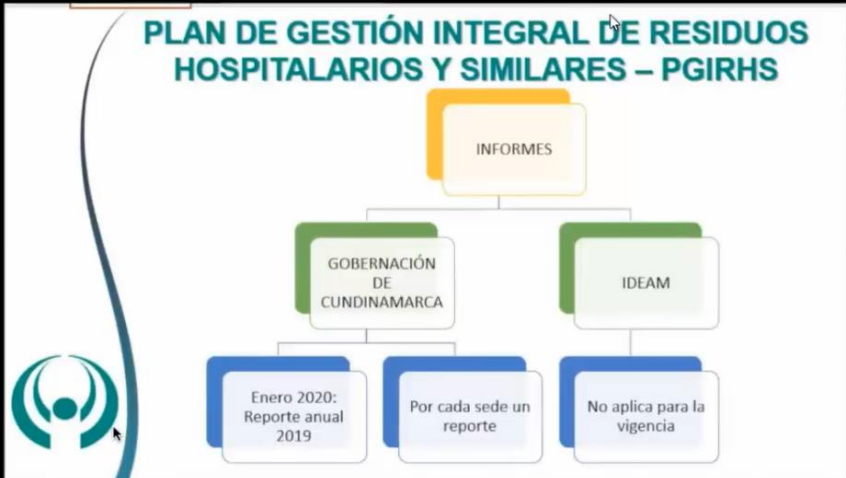 PLAN DE GESTIÓN INTEGRAL DE RESIDUOS
HOSPITALARIOS Y SIMILARES – PGIRHS
INFORMES
GOBERNACIÓN
DE
CUNDINAMARCA
IDEAM
Enero 2020:
Reporte anual
2019
Por cada sede un
reporte
No aplica para la
vigencia